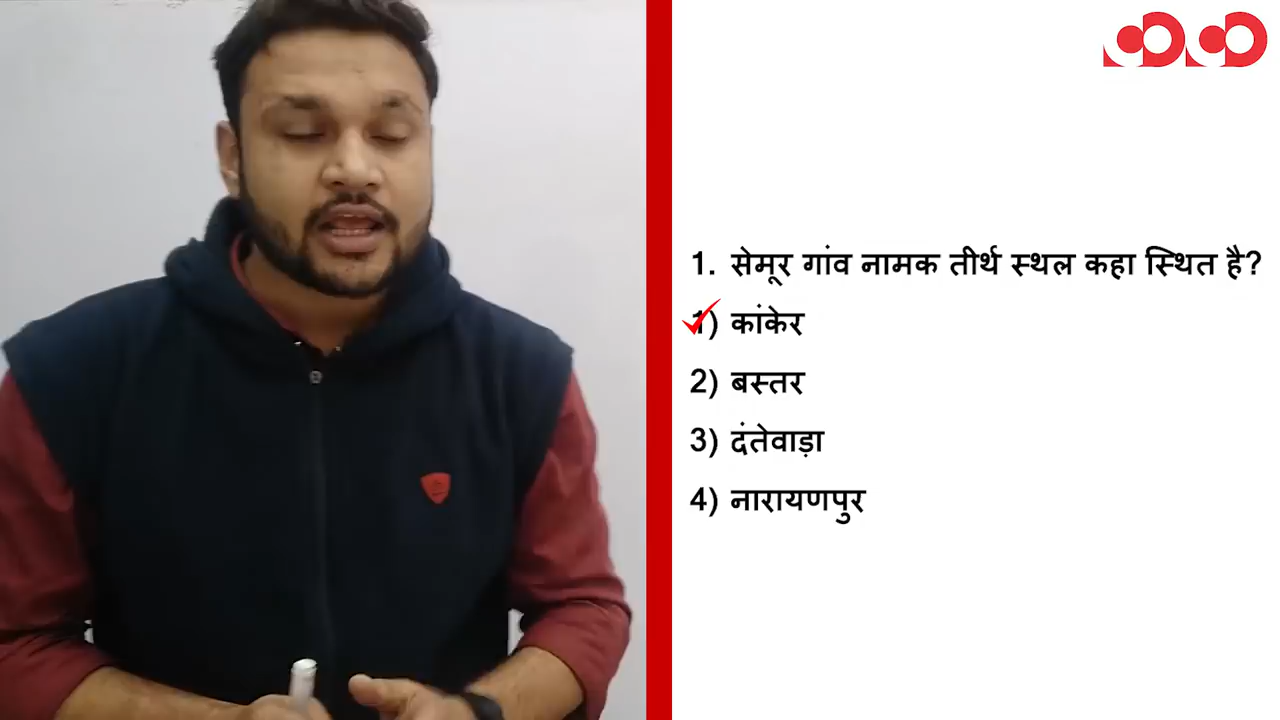 1. सेमूर गांव नामक तीर्थ स्थल कहा स्थित है?
1) कांकेर
2) बस्तर
3) दंतेवाड़ा
4) नारायणपुर